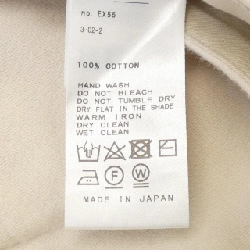 No. EX55
3-02-2
100% COTTON
HAND WASH
DO NOT BLEACH
DO NOT TUMBLE DRY
DRY FLAT IN THE SHADE
WARM IRON
DRY CLEAN
WET CLEAN
F W
MADE IN JAPAN